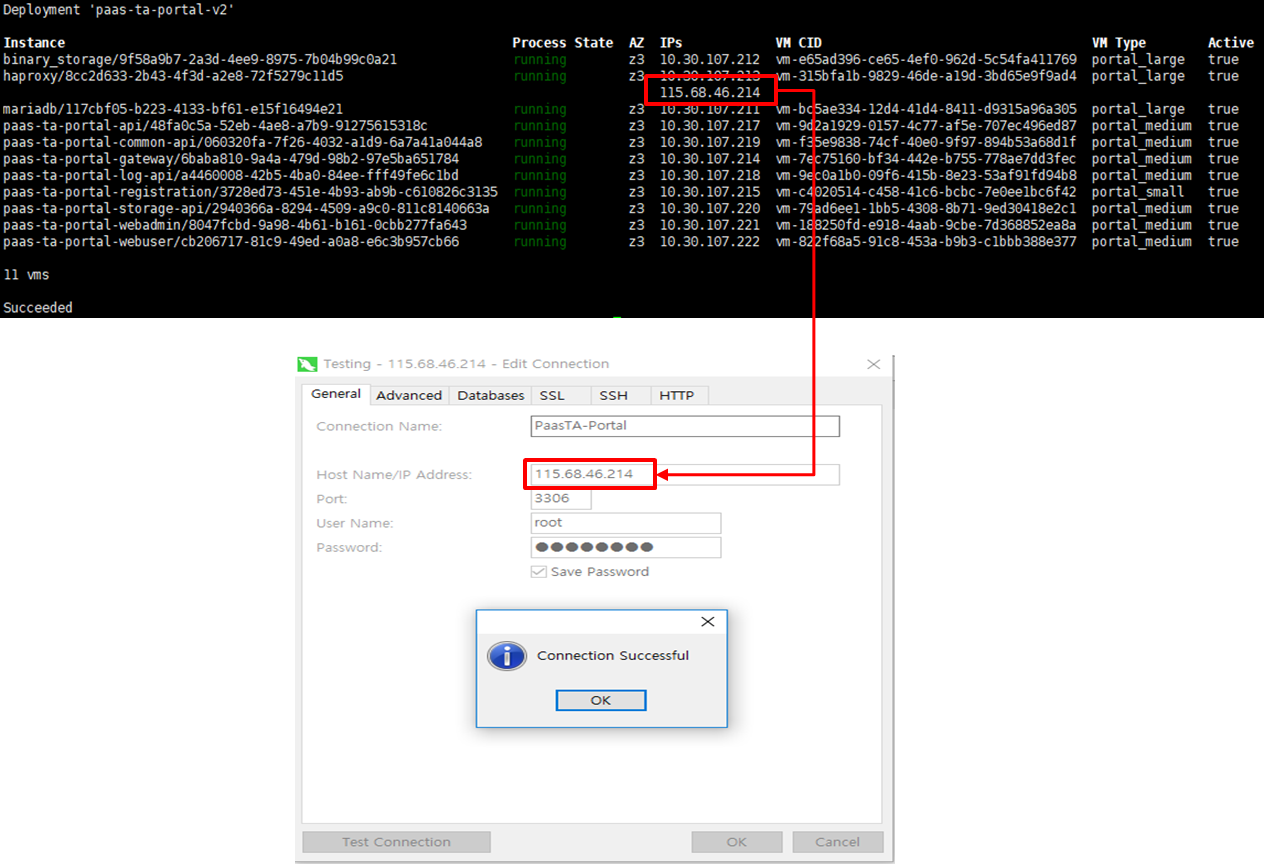 Deployment 'paas-ta-portal-v2'
Instance Process State AZ IPs VM CID VM Type Active
binary_storage/9f58a9b7-2a3d-4ee9-8975-7b04b99c0a21 running z3 10.30.107.212 vm-e65ad396-ce65-4ef0-962d-5c54fa411769 portal_large true
haproxy/8cc2d633-2b43-4f3d-a2e8-72f5279c11d5 running z3 10.30.107.213 vm-315bfa1b-9829-46de-a19d-3bd65e9f9ad4 portal_large true
115.68.46.214
mariadb/117cbf05-b223-4133-bf61-e15f16494e21 running z3 10.30.107.211 vm-bc5ae334-12d4-41d4-8411-d9315a96a305 portal_large true
paas-ta-portal-api/48fa0c5a-52eb-4ae8-a7b9-91275615318c running z3 10.30.107.217 vm-9d2a1929-0157-4c77-af5e-707ec496ed87 portal_medium true
paas-ta-portal-common-api/060320fa-7f26-4032-a1d9-6a7a41a044a8 running z3 10.30.107.219 vm-f35e9838-74cf-40e0-9f97-894b53a68d1f portal_medium true
paas-ta-portal-gateway/6baba810-9a4a-479d-98b2-97e5ba651784 running z3 10.30.107.214 vm-7ec75160-bf34-442e-b755-778ae7dd3fec portal_medium true
paas-ta-portal-log-api/a4460008-42b5-4ba0-84ee-fff49fe6c1bd running z3 10.30.107.218 vm-9ec0a1b0-09f6-415b-8e23-53af91fd94b8 portal_medium true
paas-ta-portal-registration/3728ed73-451e-4b93-ab9b-c610826c3135 running z3 10.30.107.215 vm-c4020514-c458-41c6-bcbc-7e0ee1bc6f42 portal_small true
paas-ta-portal-storage-api/2940366a-8294-4509-a9c0-811c8140663a running z3 10.30.107.220 vm-79ad6ee1-1bb5-4308-8b71-9ed30418e2c1 portal_medium true
paas-ta-portal-webadmin/8047fcbd-9a98-4b61-b161-0cbb277fa643 running z3 10.30.107.221 vm-188250fd-e918-4aab-9cbe-7d368852ea8a portal_medium true
paas-ta-portal-webuser/cb206717-81c9-49ed-a0a8-e6c3b957cb66 running z3 10.30.107.222 vm-822f68a5-91c8-453a-b9b3-c1bbb388e377 portal_medium true
11 vms
Succeeded
Testing - 115.68.46.214 - Edit Connection
General Advanced Databases SSL SSH HTTP
Connection Name: PaasTA-Portal
Host Name/IP Address: 115.68.46.214
Port: 3306
User Name: root
Password: ●●●●●●●●
Save Password
Connection Successful
OK
Test Connection OK Cancel